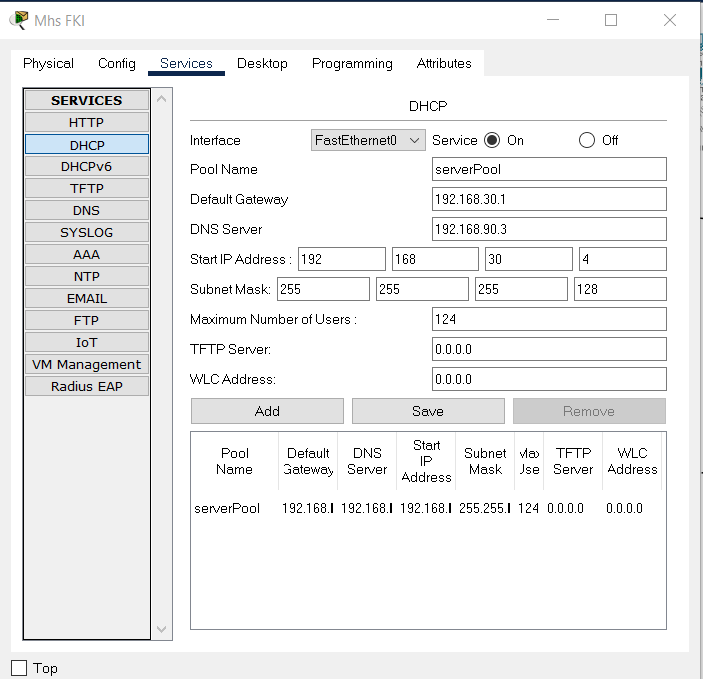 Mhs FKI
Physical Config Services Desktop Programming Attributes
SERVICES
HTTP
DHCP
DHCPv6
TFTP
DNS
SYSLOG
AAA
NTP
EMAIL
FTP
IoT
VM Management
Radius EAP
DHCP
Interface FastEthernet0 Service On Off
Pool Name serverPool
Default Gateway 192.168.30.1
DNS Server 192.168.90.3
Start IP Address : 192 168 30 4
Subnet Mask: 255 255 255 128
Maximum Number of Users : 124
TFTP Server: 0.0.0.0
WLC Address: 0.0.0.0
Add Save Remove
Pool Name Default Gateway DNS Server Start IP Address Subnet Mask TFTP Server WLC Address
serverPool 192.168. 192.168. 192.168. 255.255. 124 0.0.0.0 0.0.0.0
Top